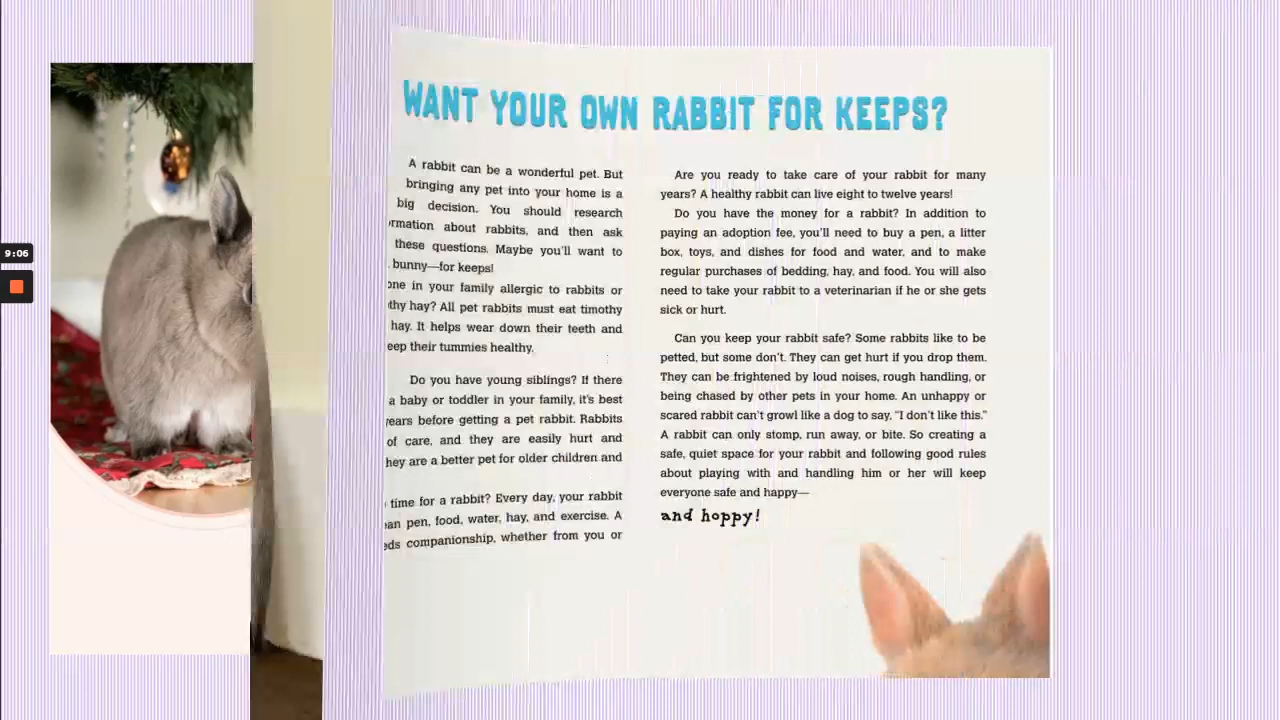 9:06
WANT YOUR OWN RABBIT FOR KEEPS?
A rabbit can be a wonderful pet. But
bringing any pet into your home is a
big decision. You should research
about rabbits, and then ask
these questions. Maybe you'll want to
bunny—for keeps!
in your family allergic to rabbits or
hay? All pet rabbits must eat timothy
hay. It helps wear down their teeth and
their tummies healthy.
Do you have young siblings? If there
a baby or toddler in your family, it's best
before getting a pet rabbit. Rabbits
of care, and they are easily hurt and
are a better pet for older children and
time for a rabbit? Every day, your rabbit
pen, food, water, hay, and exercise. A
companionship, whether from you or
Are you ready to take care of your rabbit for many
years? A healthy rabbit can live eight to twelve years!
Do you have the money for a rabbit? In addition to
paying an adoption fee, you'll need to buy a pen, a litter
box, toys, and dishes for food and water, and to make
regular purchases of bedding, hay, and food. You will also
need to take your rabbit to a veterinarian if he or she gets
sick or hurt.
Can you keep your rabbit safe? Some rabbits like to be
petted, but some don't. They can get hurt if you drop them.
They can be frightened by loud noises, rough handling, or
being chased by other pets in your home. An unhappy or
scared rabbit can't growl like a dog to say, "I don't like this."
A rabbit can only stomp, run away, or bite. So creating a
safe, quiet space for your rabbit and following good rules
about playing with and handling him or her will keep
everyone safe and happy—
and hoppy!